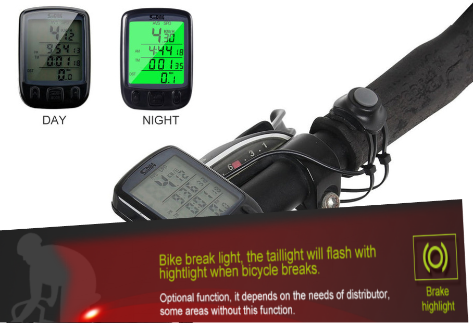 DAY
NIGHT
Bike break light, the taillight will flash with
hightlight when bicycle breaks.
Optional function, it depends on the needs of distributor,
some areas without this function.
Brake
highlight